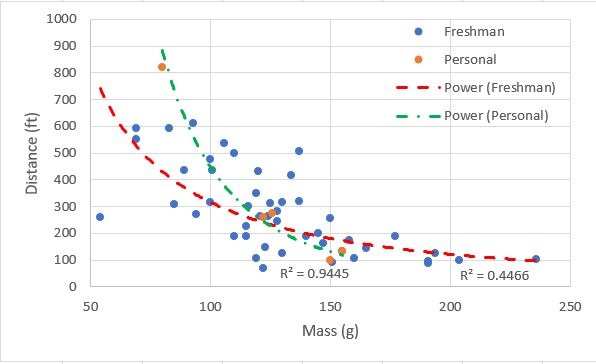 1000
900
800
700
600
500
400
300
200
100
0
Distance (ft)
Freshman
Personal
Power (Freshman)
Power (Personal)
R² = 0.9445
R² = 0.4466
50 100 150 200 250
Mass (g)